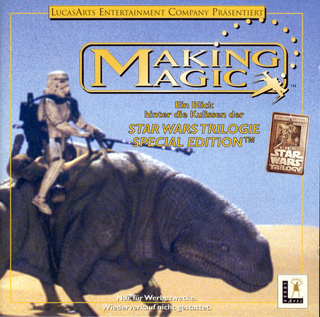 LUCASARTS ENTERTAINMENT COMPANY PRÄSENTIERT
MAKING
MAGIC™
Ein Blick
hinter die Kulissen der
STAR WARS TRILOGIE
SPECIAL EDITION™
STAR
WARS
TRILOGY
Nur für Werbezwecke.
Wiederverkauf nicht gestattet.